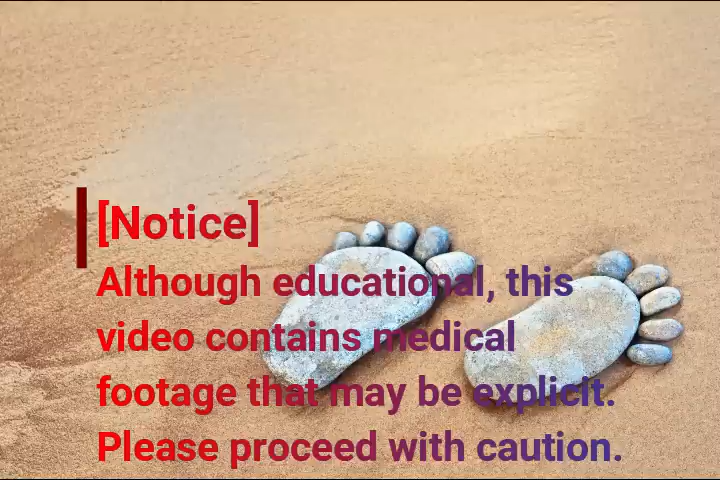 [Notice]
Although educational, this
video contains medical
footage that may be explicit.
Please proceed with caution.